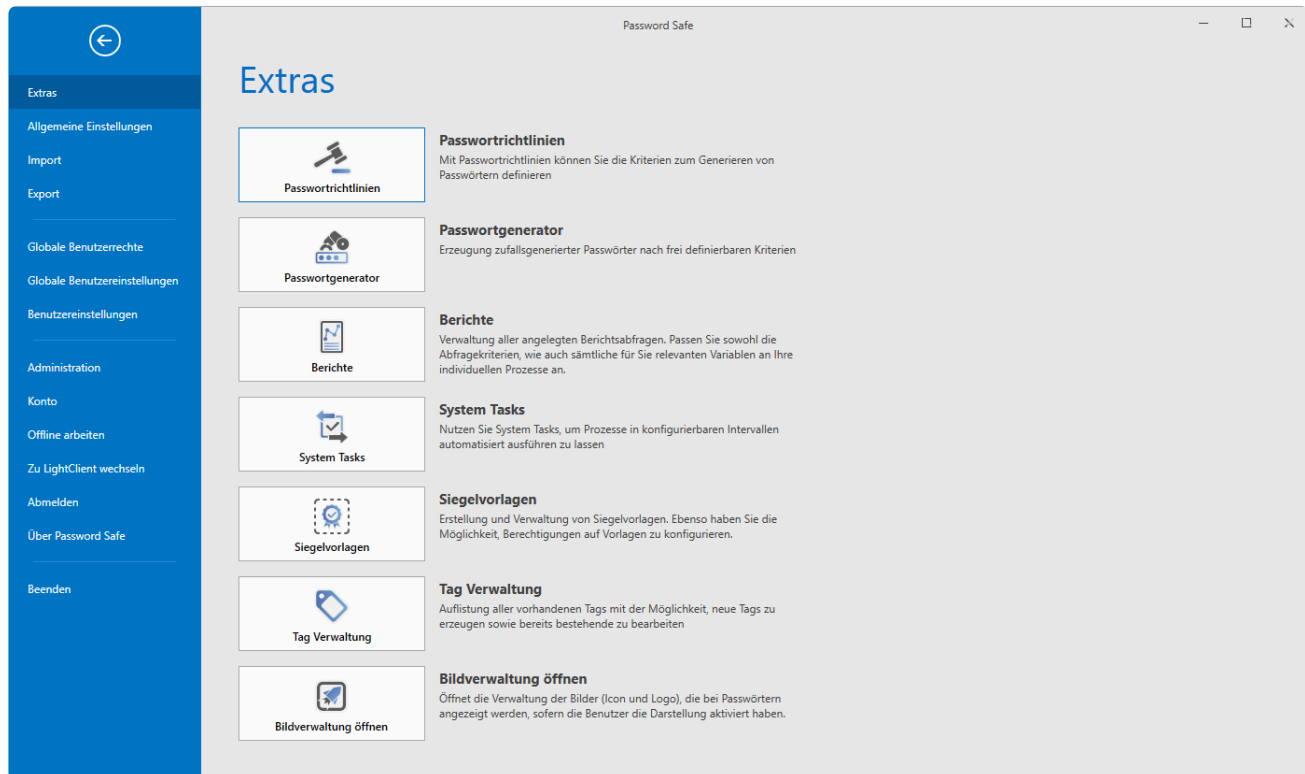 Password Safe
Extras
Allgemeine Einstellungen
Import
Export
Globale Benutzerrechte
Globale Benutzereinstellungen
Benutzereinstellungen
Administration
Konto
Offline arbeiten
Zu LightClient wechseln
Abmelden
Über Password Safe
Beenden
Extras
Passwortrichtlinien
Passwortrichtlinien
Mit Passwortrichtlinien können Sie die Kriterien zum Generieren von
Passwörtern definieren
Passwortgenerator
Passwortgenerator
Erzeugung zufallsgenerierter Passwörter nach frei definierbaren Kriterien
Berichte
Berichte
Verwaltung aller angelegten Berichtsabfragen. Passen Sie sowohl die
Abfragekriterien, wie auch sämtliche für Sie relevanten Variablen an Ihre
individuellen Prozesse an.
System Tasks
System Tasks
Nutzen Sie System Tasks, um Prozesse in konfigurierbaren Intervallen
automatisiert ausführen zu lassen
Siegelvorlagen
Siegelvorlagen
Erstellung und Verwaltung von Siegelvorlagen. Ebenso haben Sie die
Möglichkeit, Berechtigungen auf Vorlagen zu konfigurieren.
Tag Verwaltung
Tag Verwaltung
Auflistung aller vorhandenen Tags mit der Möglichkeit, neue Tags zu
erzeugen sowie bereits bestehende zu bearbeiten
Bildverwaltung öffnen
Bildverwaltung öffnen
Öffnet die Verwaltung der Bilder (Icon und Logo), die bei Passwörtern
angezeigt werden, sofern die Benutzer die Darstellung aktiviert haben.